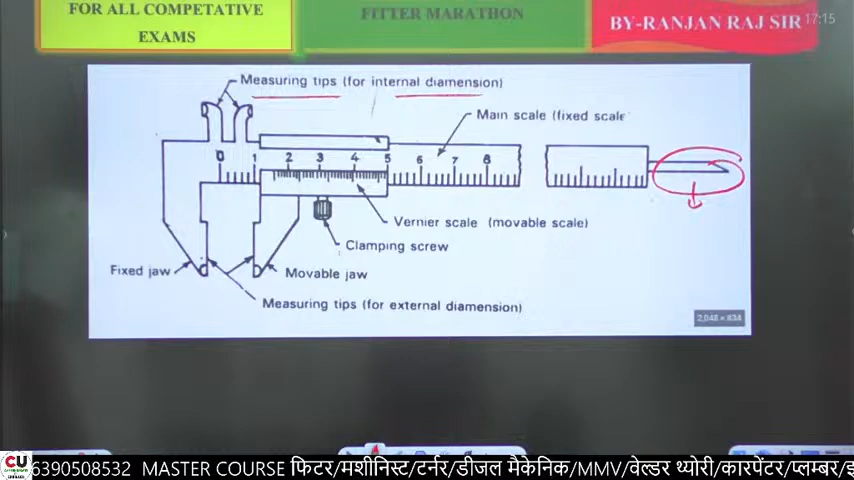 FOR ALL COMPETATIVE
EXAMS
FITTER MARATHON
BY-RANJAN RAJ SIR
17:15
Measuring tips (for internal diamension)
Main scale (fixed scale
0 1 2 3 4 5 6 7 8
Vernier scale (movable scale)
Clamping screw
Fixed jaw
Movable jaw
Measuring tips (for external diamension)
2,048 × 834
CU
6390508532 MASTER COURSE फिटर/मशीनिस्ट/टर्नर/डीजल मैकेनिक/MMV/वेल्डर थ्योरी/कारपेंटर/प्लम्बर/